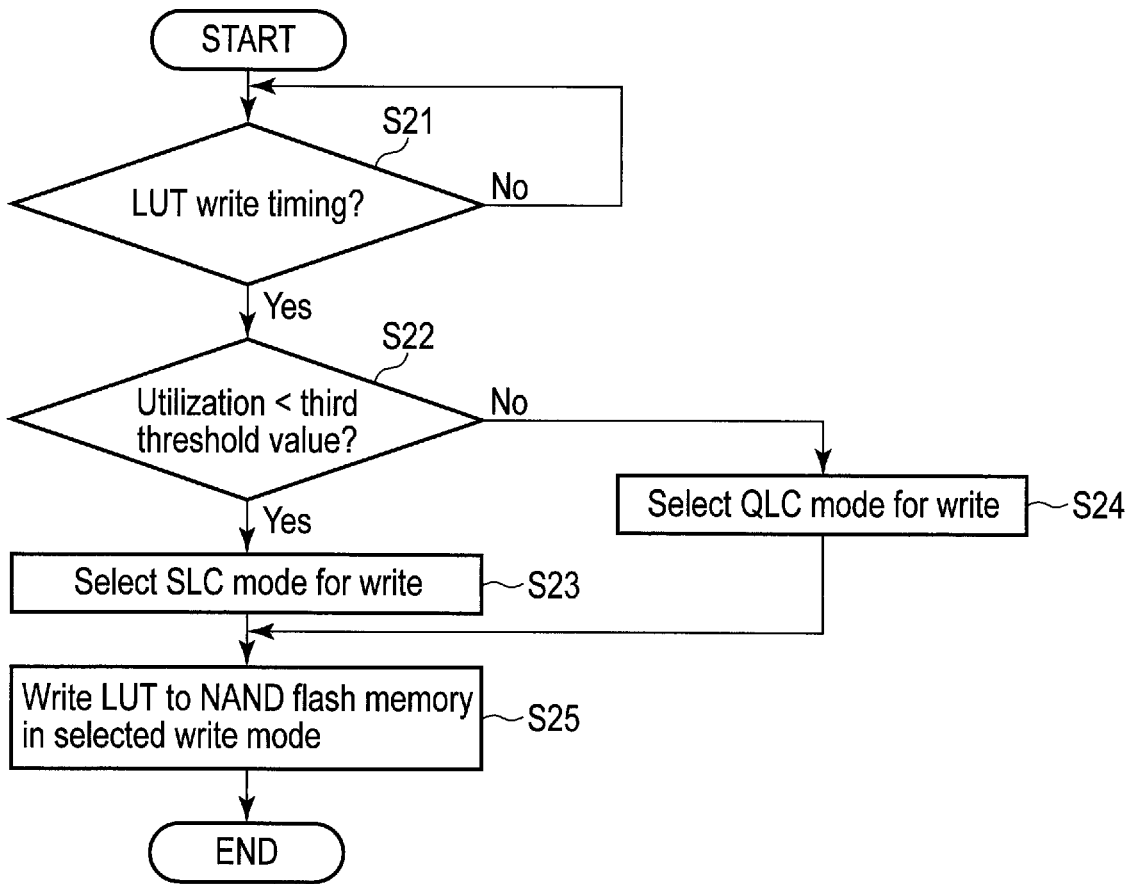 START
S21
LUT write timing?
No
Yes
S22
Utilization < third
threshold value?
No
Yes
Select QLC mode for write
S24
Select SLC mode for write
S23
Write LUT to NAND flash memory
in selected write mode
S25
END